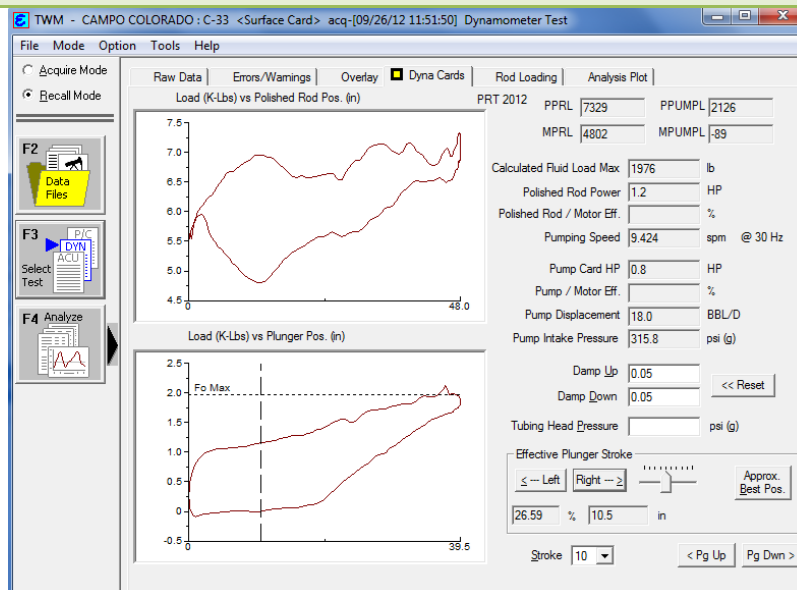 TWM - CAMPO COLORADO : C-33 <Surface Card> acq-[09/26/12 11:51:50] Dynamometer Test
File Mode Option Tools Help
Acquire Mode
Recall Mode
F2
Data
Files
F3
P/C
DYN
ACU
Select
Test
F4 Analyze
Raw Data Errors/Warnings Overlay Dyna Cards Rod Loading Analysis Plot
Load (K-Lbs) vs Polished Rod Pos. (in)
7.5
7.0
6.5
6.0
5.5
5.0
4.5
0 48.0
Load (K-Lbs) vs Plunger Pos. (in)
2.5
2.0
1.5
1.0
0.5
0
-0.5
Fo Max
0 39.5
PRT 2012 PPRL 7329 PPUMPL 2126
MPRL 4802 MPUMPL -89
Calculated Fluid Load Max 1976 lb
Polished Rod Power 1.2 HP
Polished Rod / Motor Eff. %
Pumping Speed 9.424 spm @ 30 Hz
Pump Card HP 0.8 HP
Pump / Motor Eff. %
Pump Displacement 18.0 BBL/D
Pump Intake Pressure 315.8 psi (g)
Damp Up 0.05
Damp Down 0.05
<< Reset
Tubing Head Pressure psi (g)
Effective Plunger Stroke
< --- Left Right --- >
Approx.
Best Pos.
26.59 % 10.5 in
Stroke 10 < Pg Up Pg Dwn >